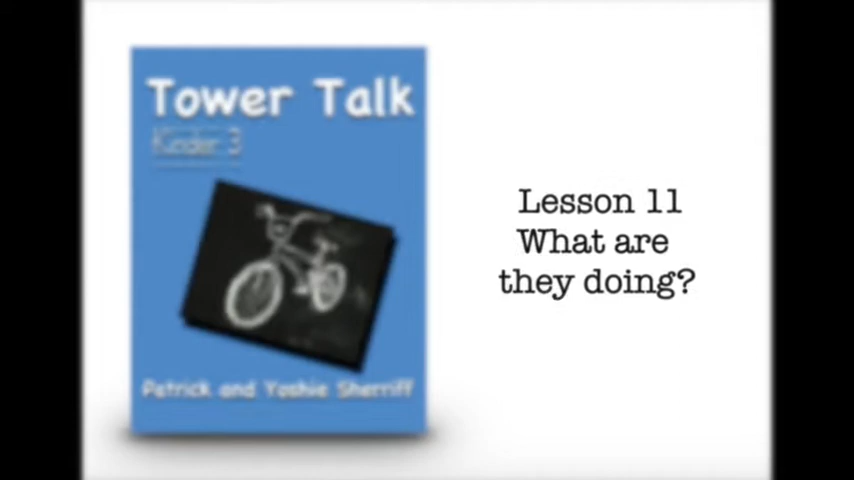 Tower Talk
Kinder 3
Patrick and Yoshie Sherriff
Lesson 11
What are
they doing?